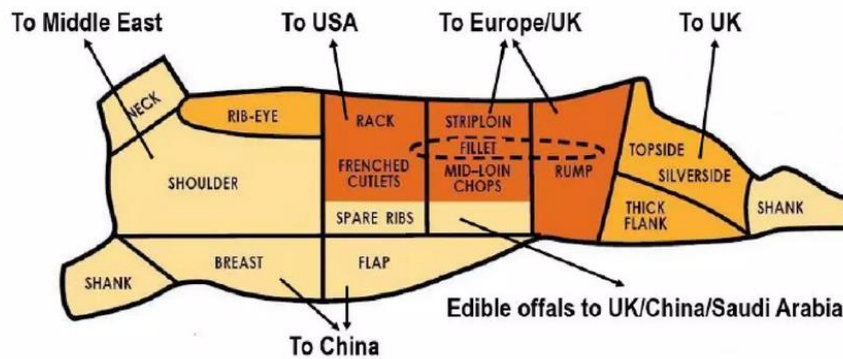 To Middle East
To USA
To Europe/UK
To UK
NECK
RIB-EYE
RACK
STRIPLOIN
FILLET
TOPSIDE
SHOULDER
FRENCHED
CUTLETS
MID-LOIN
CHOPS
RUMP
SILVERSIDE
SPARE RIBS
THICK
FLANK
SHANK
SHANK
BREAST
FLAP
Edible offals to UK/China/Saudi Arabia
To China